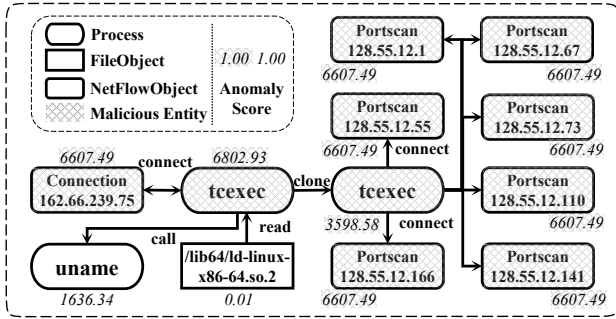 Process
FileObject
NetFlowObject
Malicious Entity
1.00 1.00
Anomaly
Score
Portscan
128.55.12.1
6607.49
Portscan
128.55.12.67
6607.49
Portscan
128.55.12.55
6607.49
connect
Portscan
128.55.12.73
6607.49
6607.49
Connection
162.66.239.75
connect
6802.93
tcexec
clone
tcexec
3598.58
connect
Portscan
128.55.12.110
6607.49
call
read
uname
1636.34
/lib64/ld-linux-
x86-64.so.2
0.01
Portscan
128.55.12.166
6607.49
Portscan
128.55.12.141
6607.49